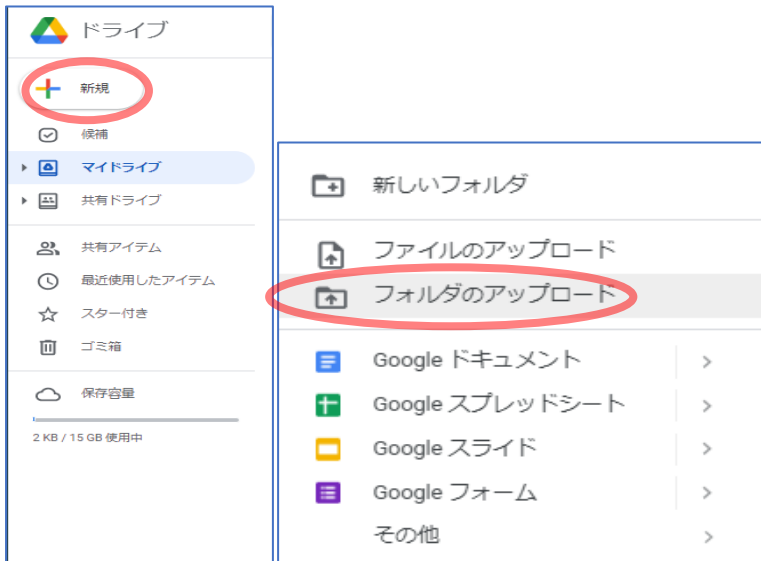 ドライブ
新規
候補
マイドライブ
共有ドライブ
共有アイテム
最近使用したアイテム
スター付き
ゴミ箱
保存容量
2 KB / 15 GB 使用中
新しいフォルダ
ファイルのアップロード
フォルダのアップロード
Google ドキュメント
Google スプレッドシート
Google スライド
Google フォーム
その他